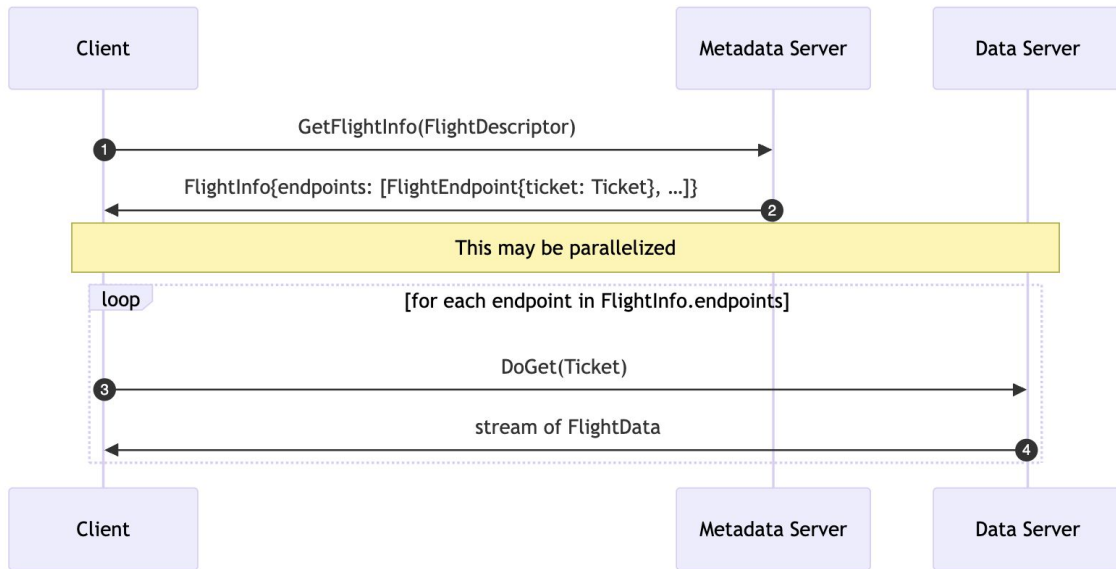 Client
Metadata Server
Data Server
GetFlightInfo(FlightDescriptor)
1
FlightInfo{endpoints: [FlightEndpoint{ticket: Ticket}, …]}
2
This may be parallelized
loop
[for each endpoint in FlightInfo.endpoints]
DoGet(Ticket)
3
stream of FlightData
4
Client
Metadata Server
Data Server